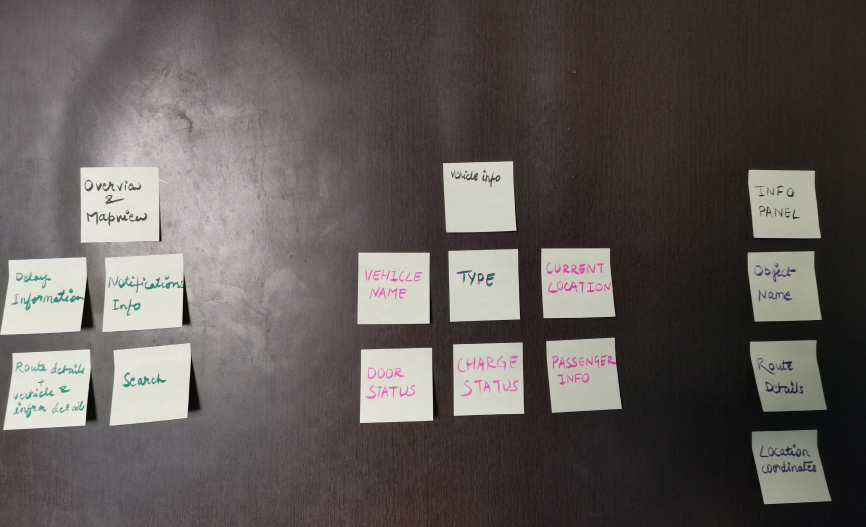 Overview
&
Mapview
Delay
Information
Notifications
Info
Route details
+
vehicle &
infra details
Search
Vehicle info
VEHICLE
NAME
TYPE
CURRENT
LOCATION
DOOR
STATUS
CHARGE
STATUS
PASSENGER
INFO
INFO
PANEL
Object
Name
Route
Details
Location
coordinates